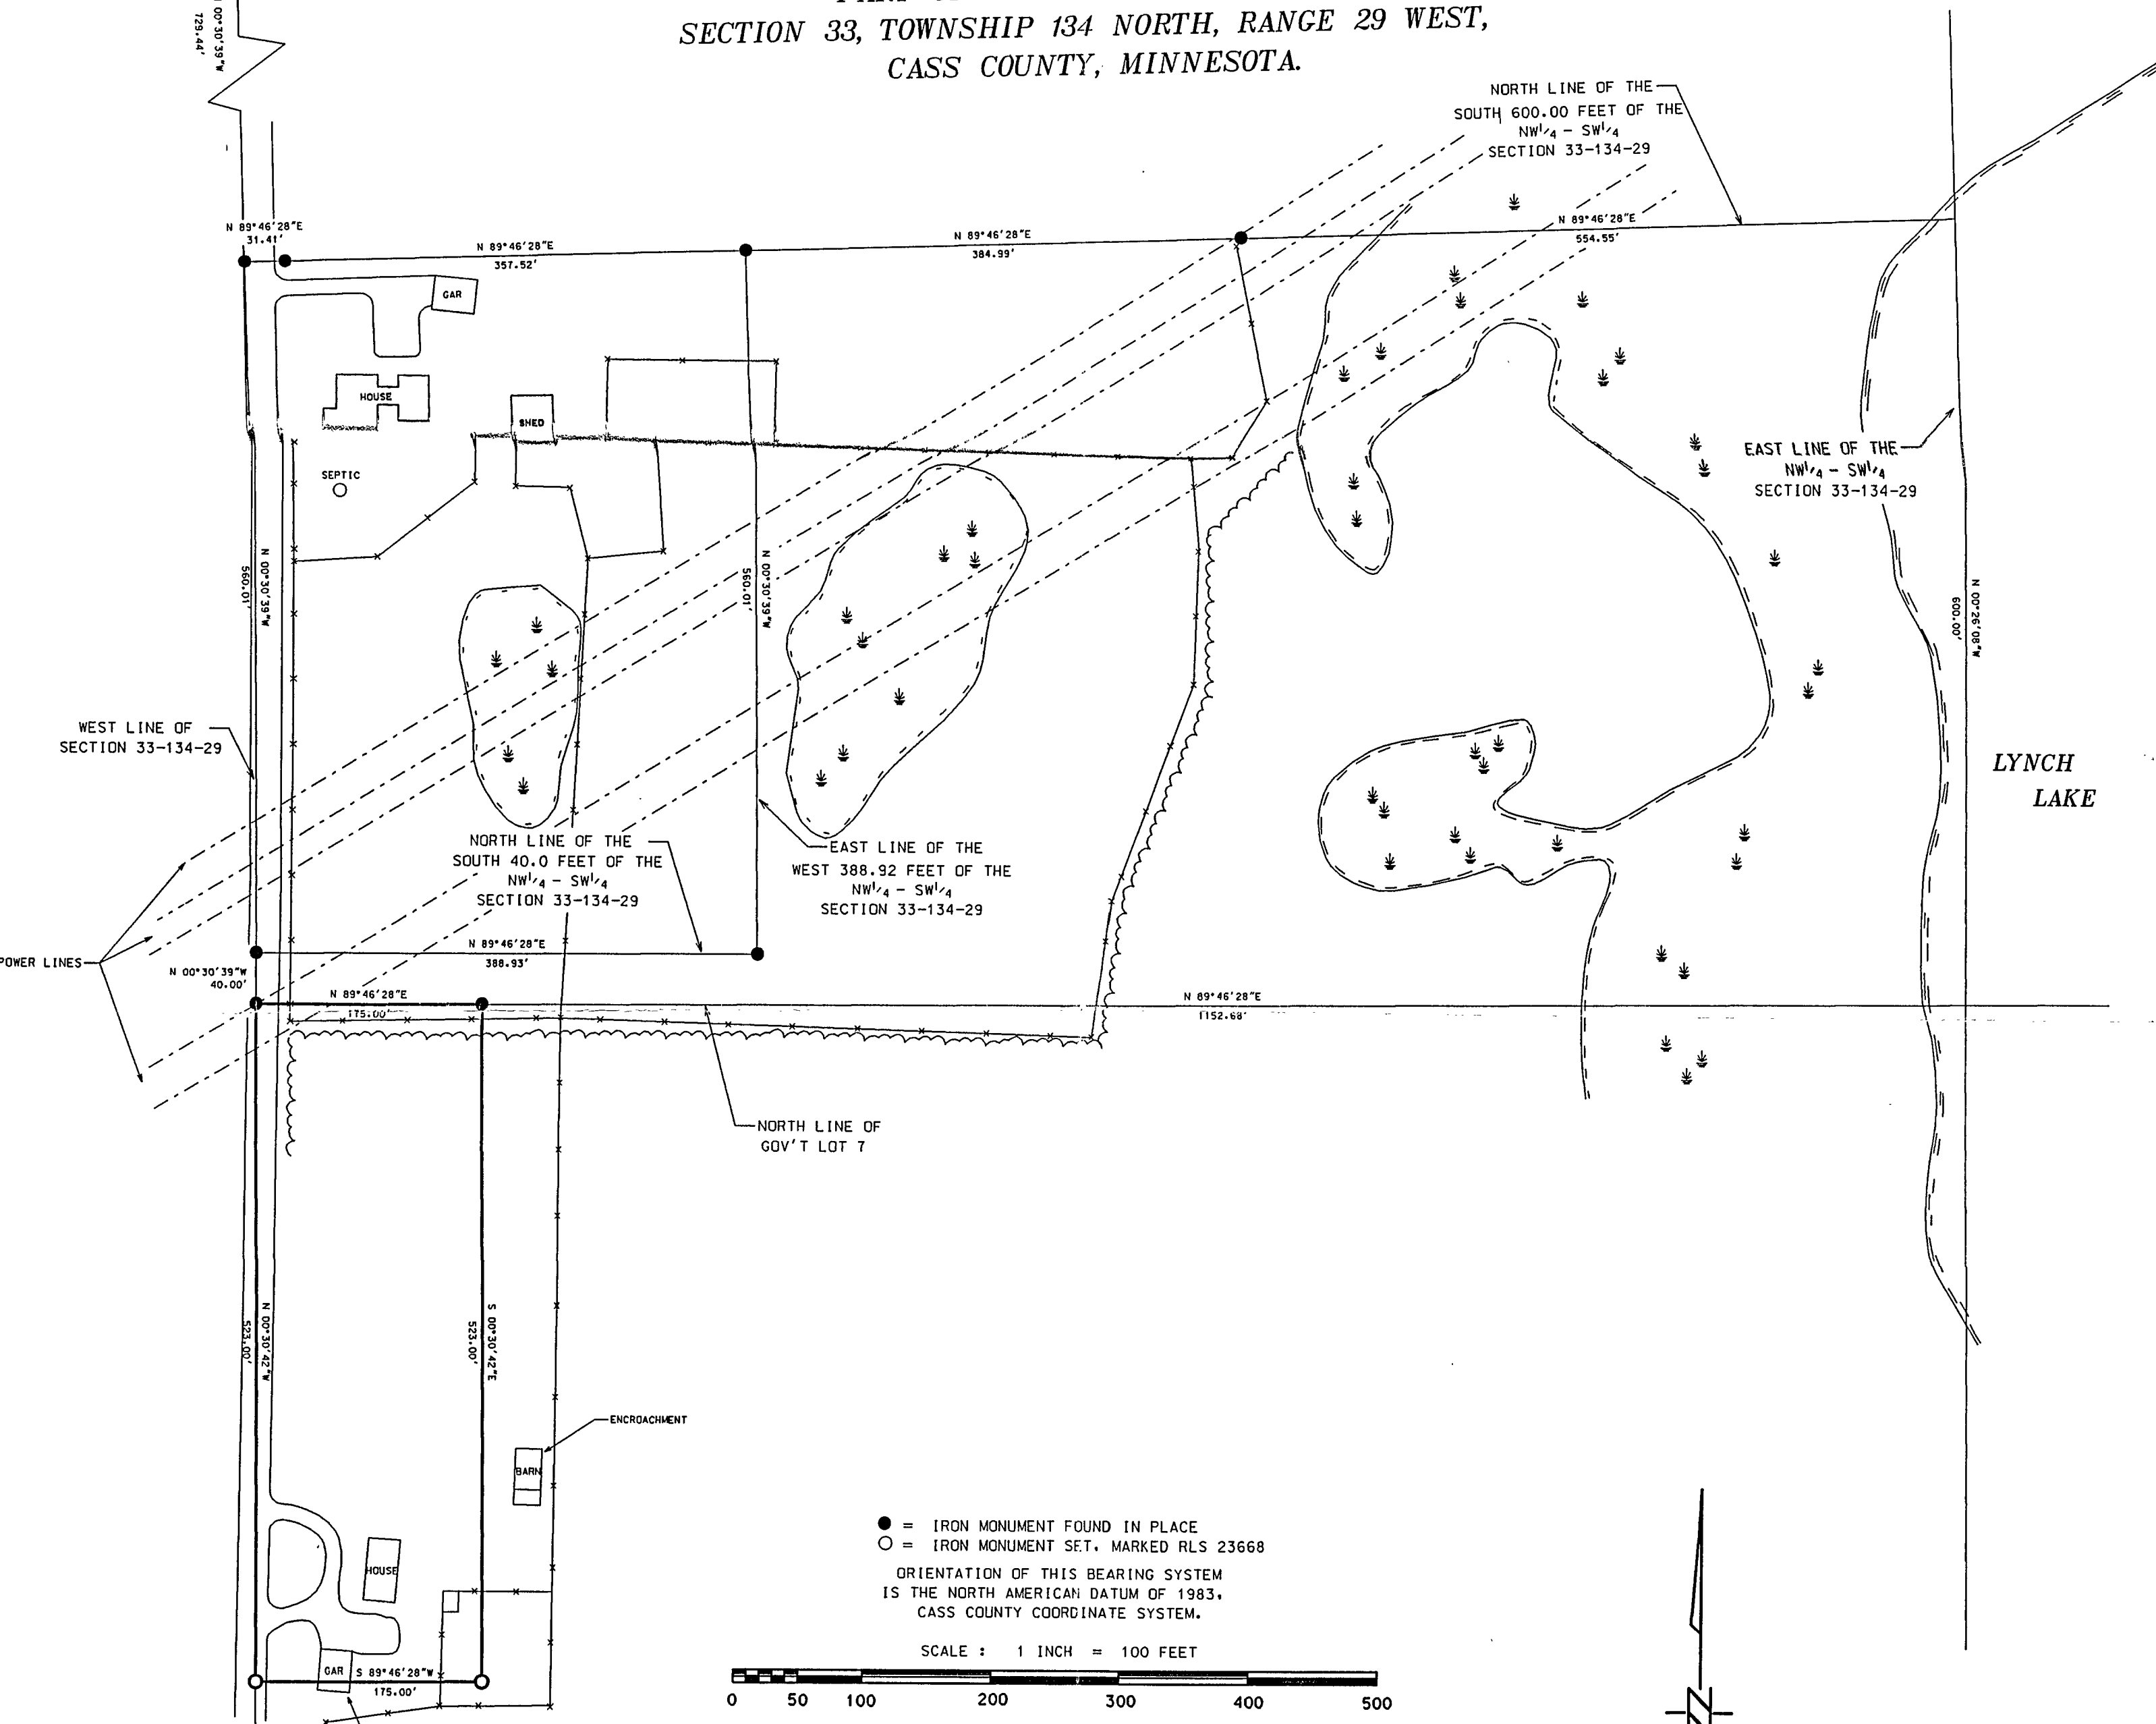 SECTION 33, TOWNSHIP 134 NORTH, RANGE 29 WEST,
CASS COUNTY, MINNESOTA.
00°30'39"W
729.44'
NORTH LINE OF THE
SOUTH 600.00 FEET OF THE
NW1/4 - SW1/4
SECTION 33-134-29
N 89°46'28"E
31.41'
N 89°46'28"E
357.52'
N 89°46'28"E
384.99'
N 89°46'28"E
554.55'
GAR
HOUSE
SHED
SEPTIC
EAST LINE OF THE
NW1/4 - SW1/4
SECTION 33-134-29
N 00°30'39"W
560.01'
N 00°30'39"W
560.01'
N 00°26'08"W
600.00'
WEST LINE OF
SECTION 33-134-29
LYNCH
LAKE
NORTH LINE OF THE
SOUTH 40.0 FEET OF THE
NW1/4 - SW1/4
SECTION 33-134-29
EAST LINE OF THE
WEST 388.92 FEET OF THE
NW1/4 - SW1/4
SECTION 33-134-29
POWER LINES
N 89°46'28"E
388.93'
N 00°30'39"W
40.00'
N 89°46'28"E
175.00'
N 89°46'28"E
1152.68'
NORTH LINE OF
GOV'T LOT 7
N 00°30'42"W
523.00'
S 00°30'42"E
523.00'
ENCROACHMENT
BARN
HOUSE
GAR
S 89°46'28"W
175.00'
= IRON MONUMENT FOUND IN PLACE
= IRON MONUMENT SET, MARKED RLS 23668
ORIENTATION OF THIS BEARING SYSTEM
IS THE NORTH AMERICAN DATUM OF 1983,
CASS COUNTY COORDINATE SYSTEM.
SCALE : 1 INCH = 100 FEET
0 50 100 200 300 400 500
N